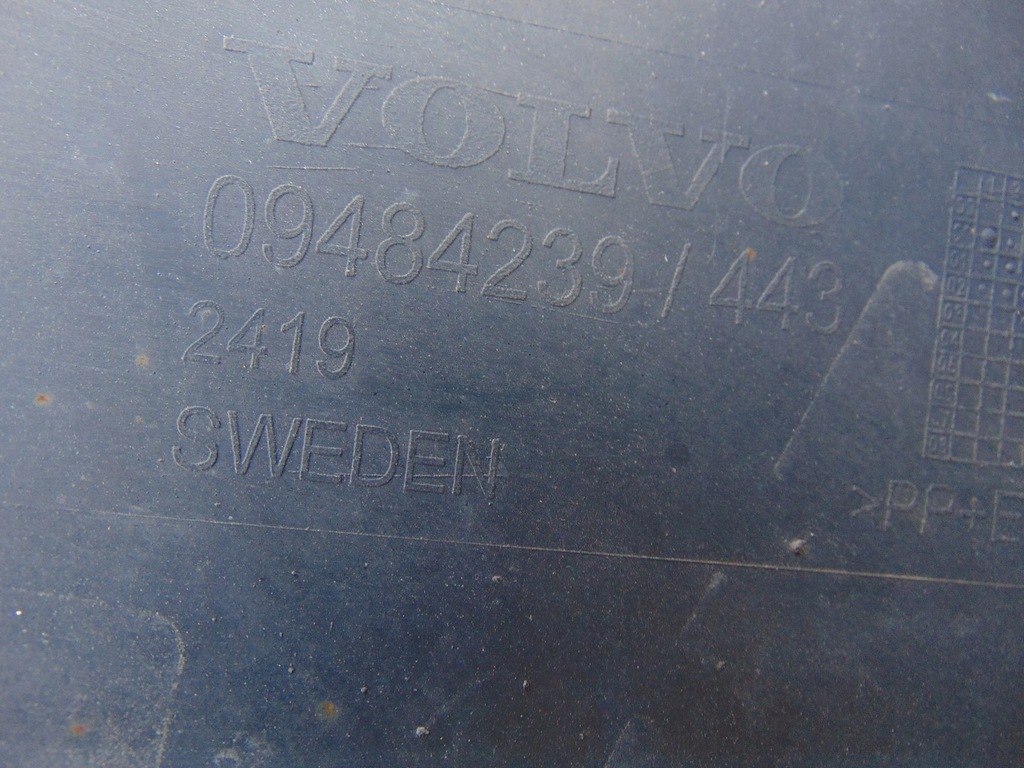 VOLVO
09484239 / 443
2419
SWEDEN
>PP+E